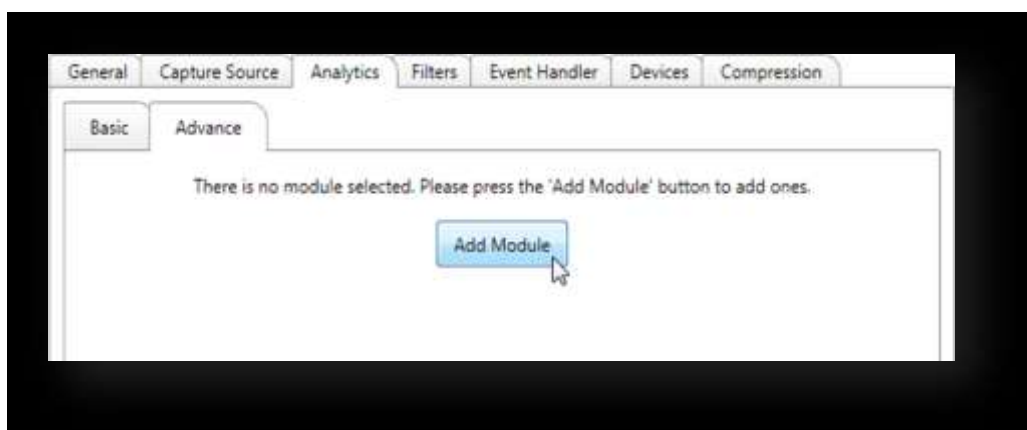 General Capture Source Analytics Filters Event Handler Devices Compression
Basic Advance
There is no module selected. Please press the 'Add Module' button to add ones.
Add Module